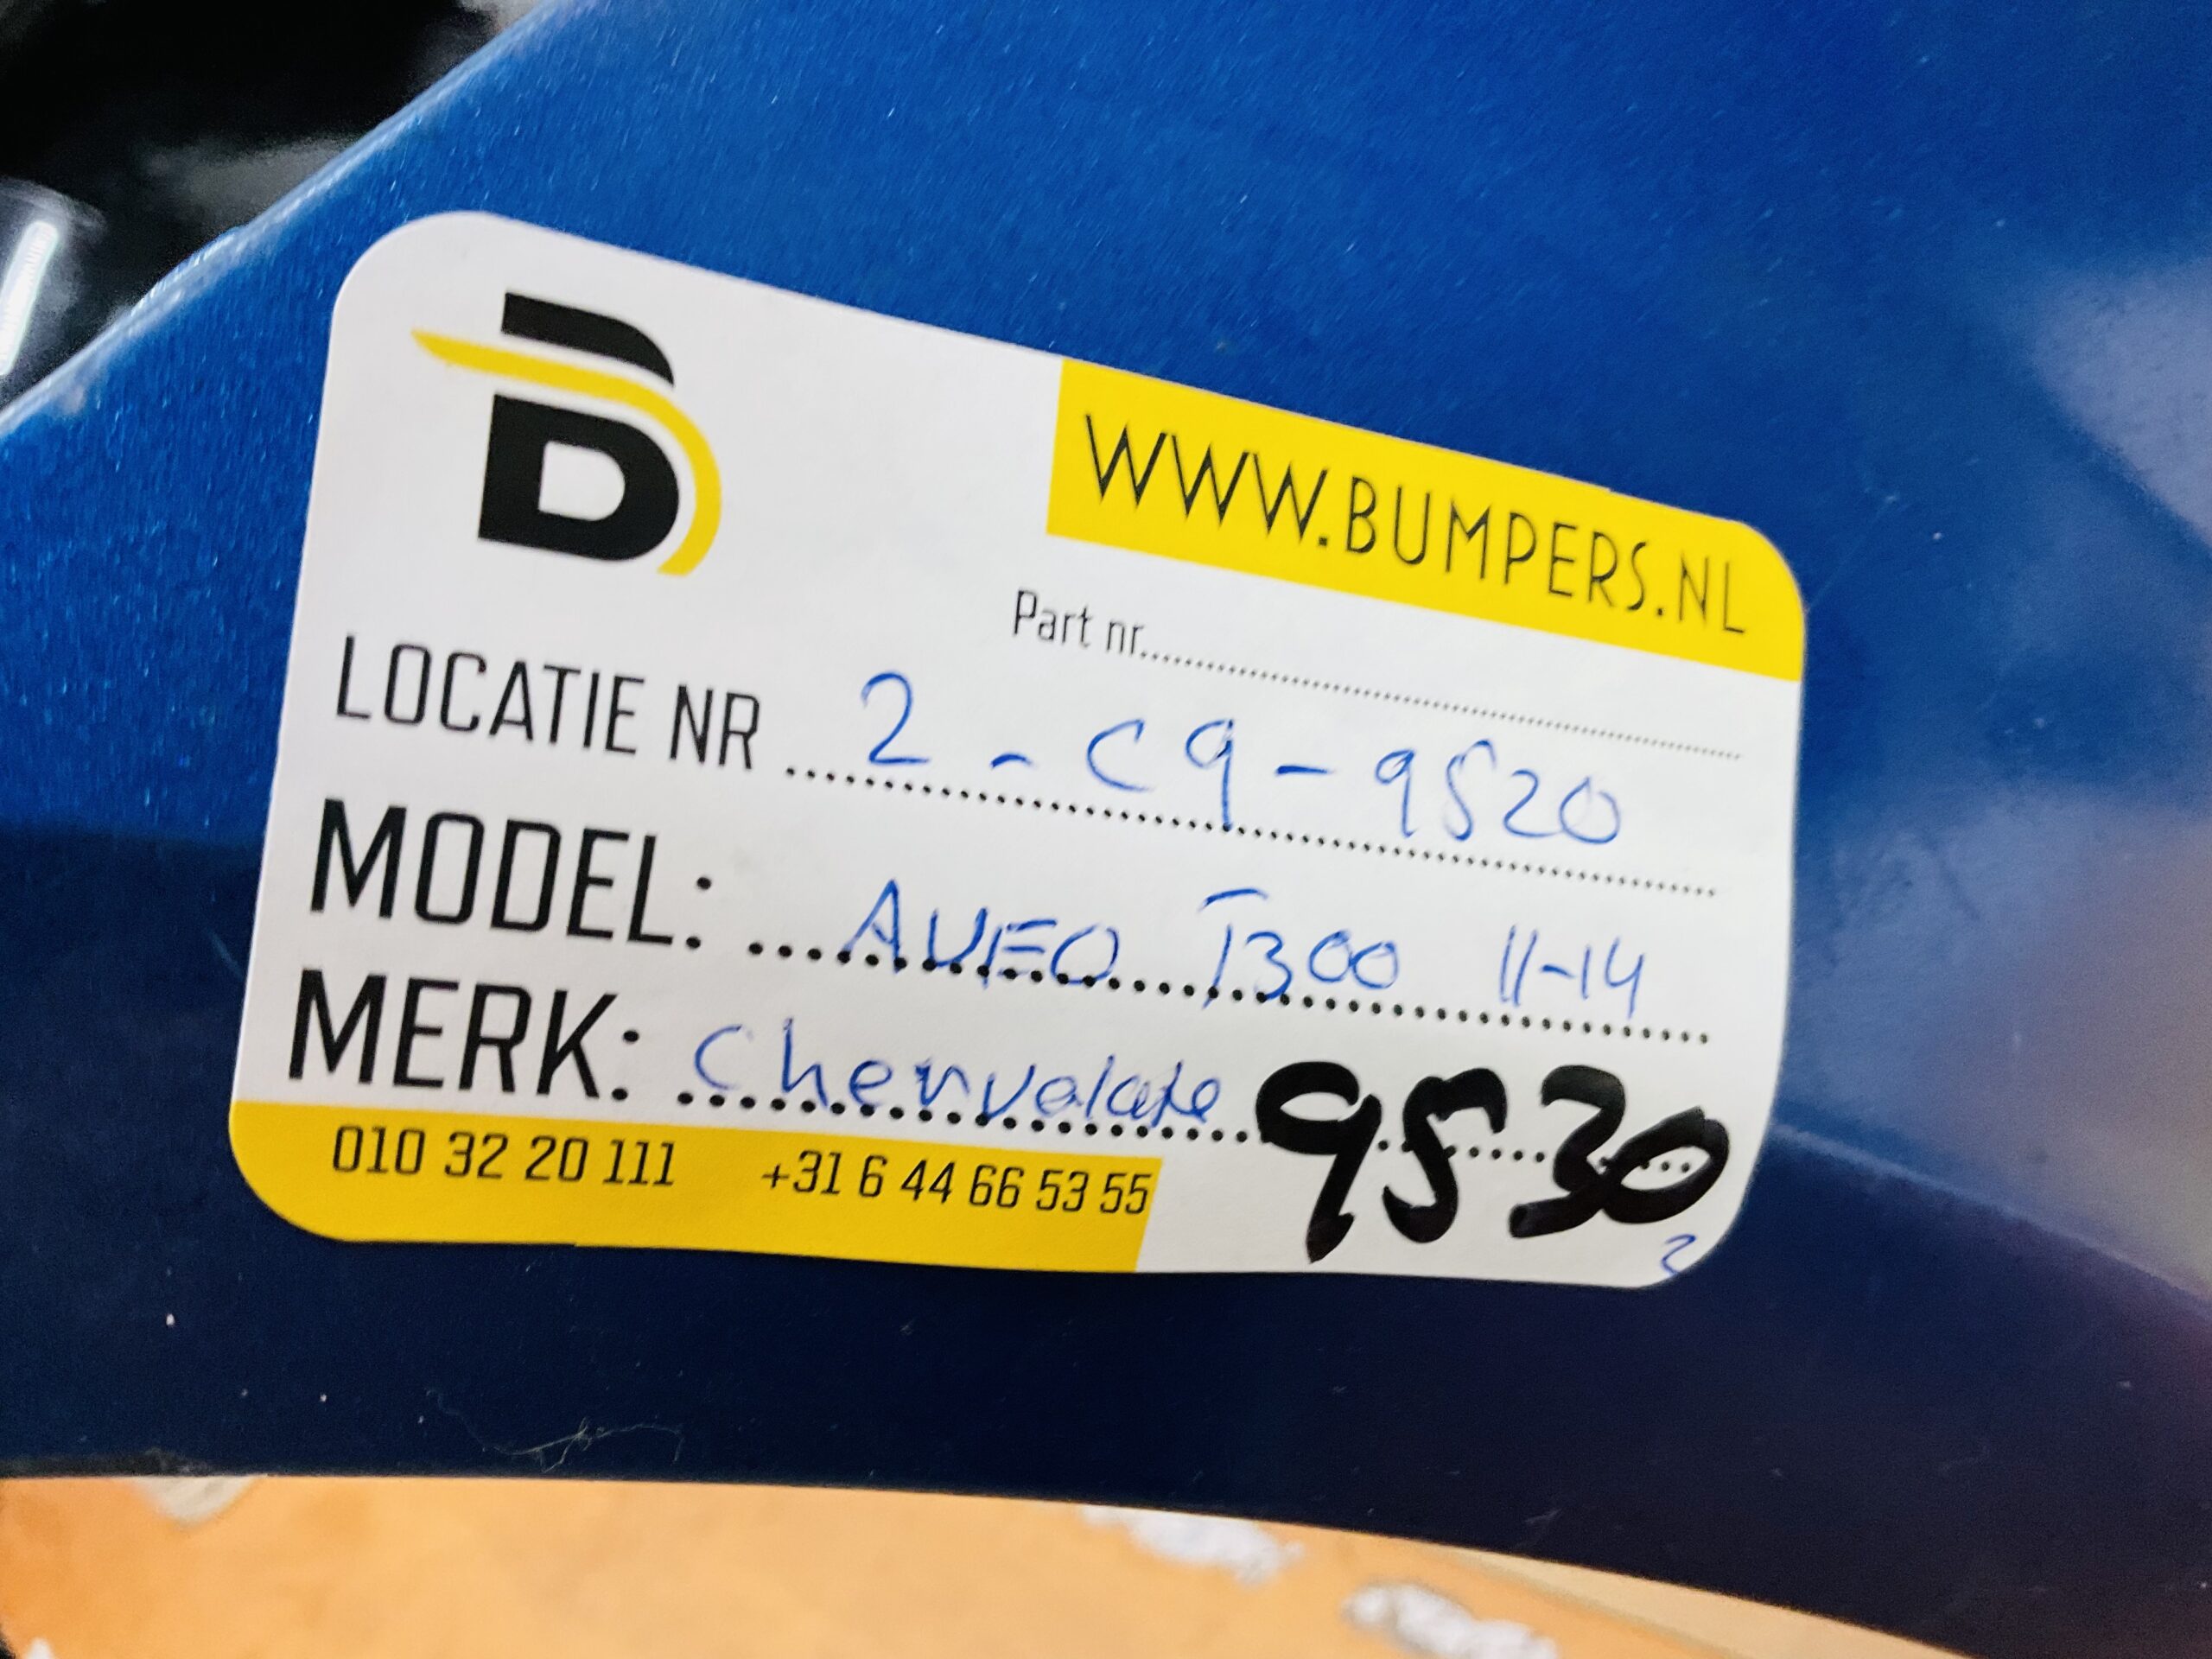 B
WWW.BUMPERS.NL
Part nr.
LOCATIE NR 2 - C9 - 9520
MODEL: AVEO T300 11-14
MERK: 9530
010 32 20 111 +31 6 44 66 53 55
2